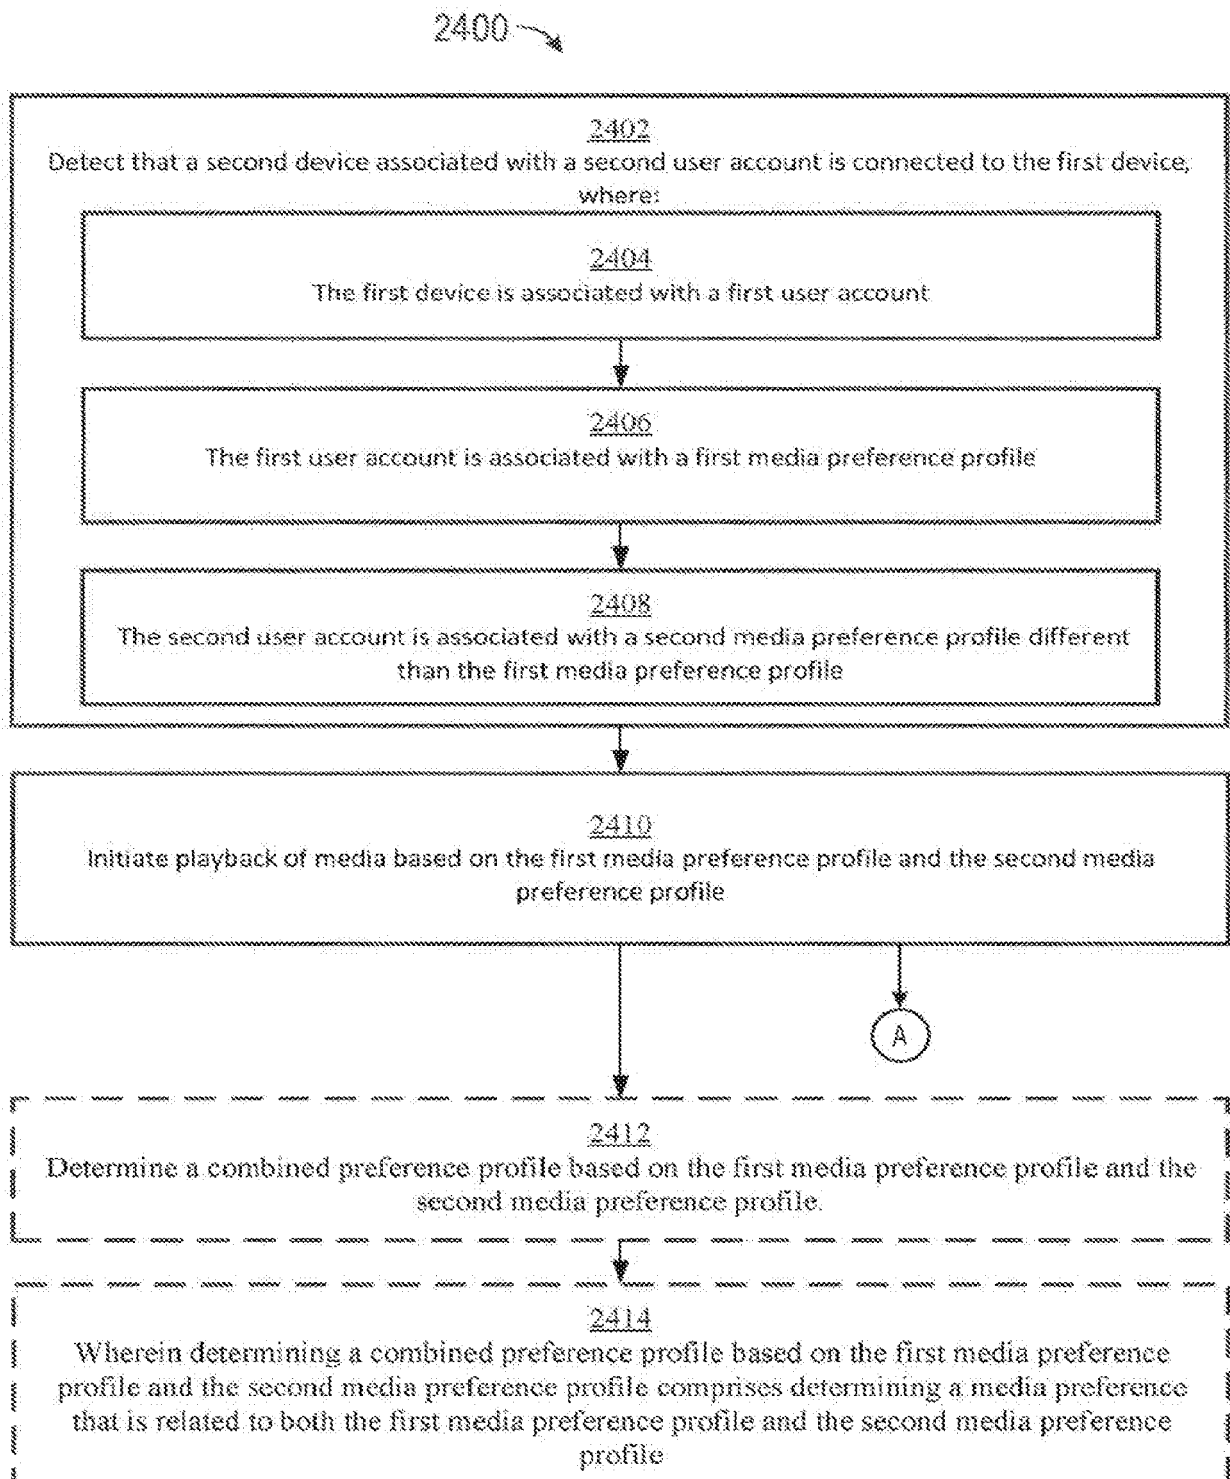 2400
2402
Detect that a second device associated with a second user account is connected to the first device,
where:
2404
The first device is associated with a first user account
2406
The first user account is associated with a first media preference profile
2408
The second user account is associated with a second media preference profile different
than the first media preference profile
2410
Initiate playback of media based on the first media preference profile and the second media
preference profile
A
2412
Determine a combined preference profile based on the first media preference profile and the
second media preference profile.
2414
Wherein determining a combined preference profile based on the first media preference
profile and the second media preference profile comprises determining a media preference
that is related to both the first media preference profile and the second media preference
profile